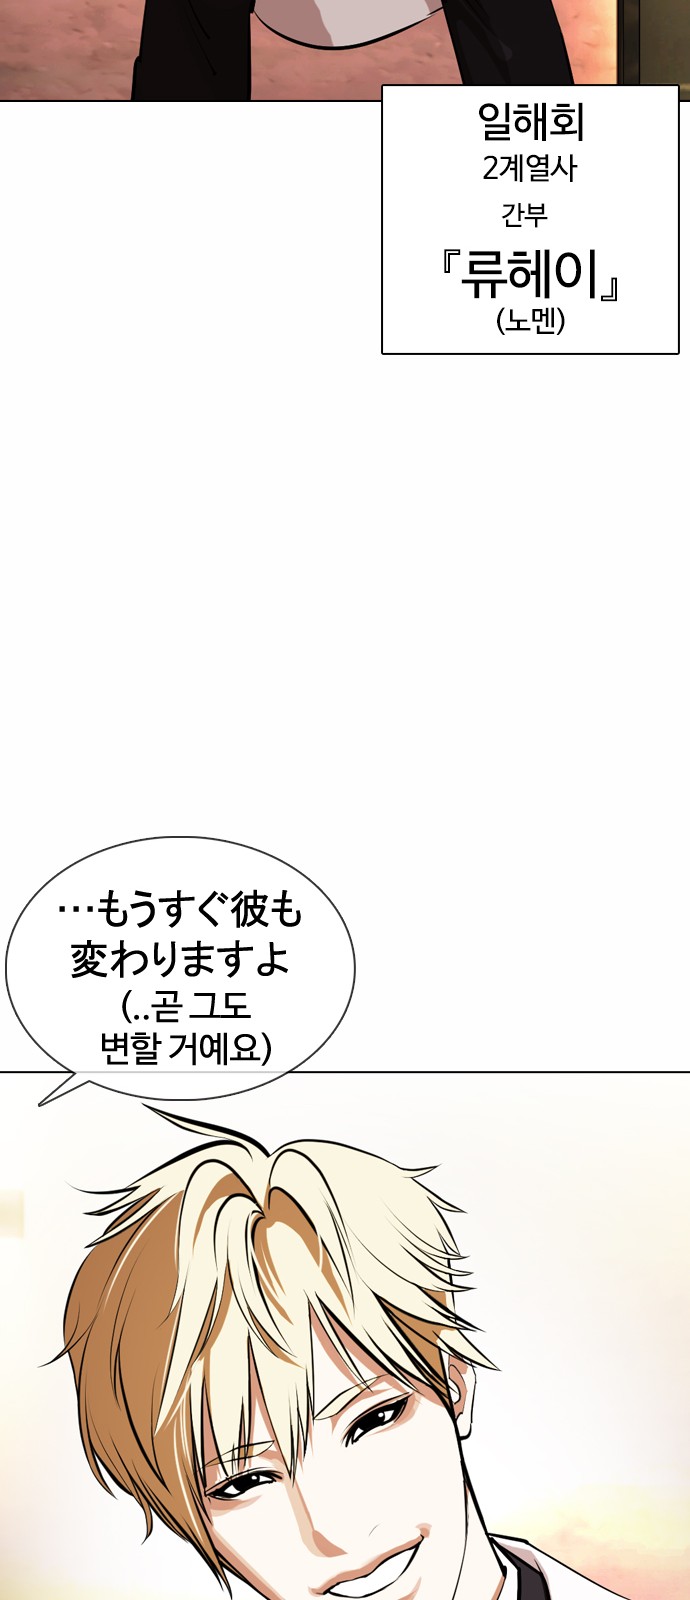 일해회
2계열사
간부
『류헤이』
(노멘)
…もうすぐ彼も
変わりますよ
(..곧 그도
변할 거예요)